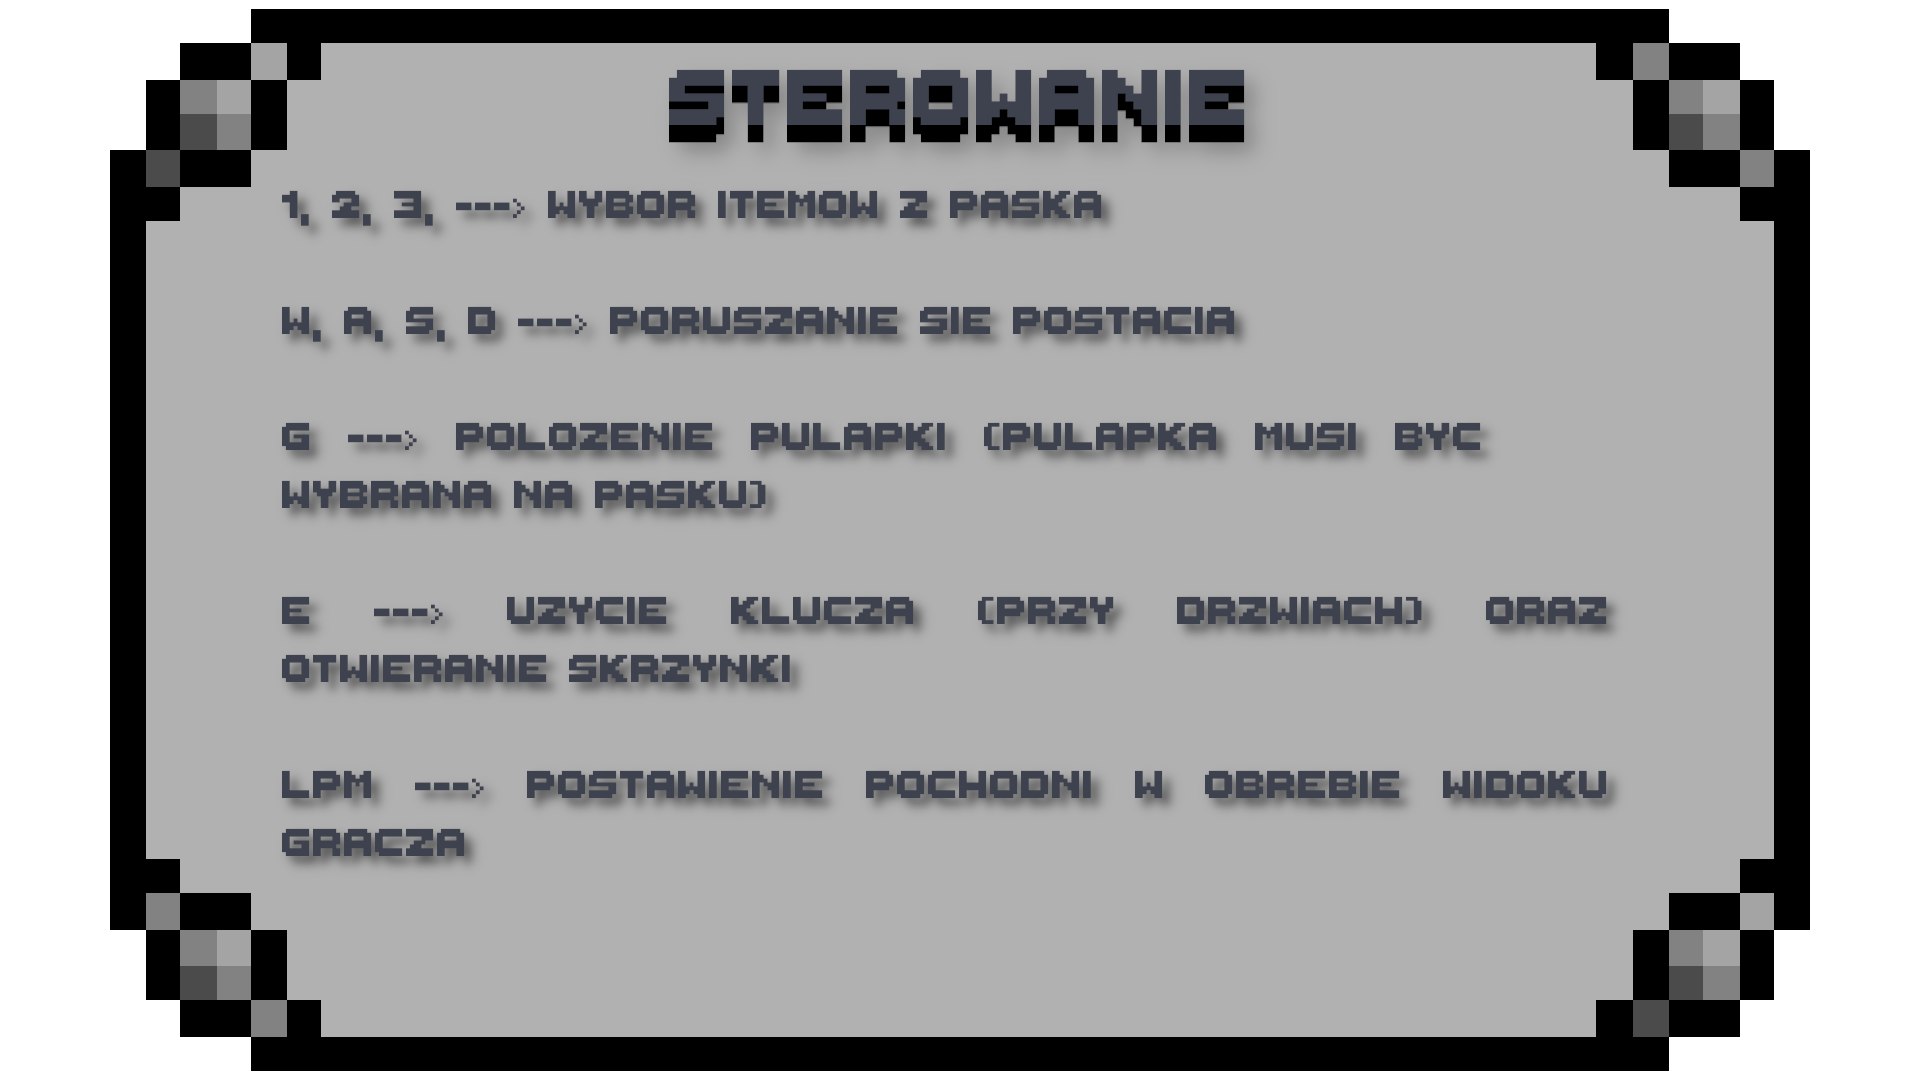 STEROWANIE
1, 2, 3, ---> WYBOR ITEMOW Z PASKA
W, A, S, D ---> PORUSZANIE SIE POSTACIA
G ---> POLOZENIE PULAPKI (PULAPKA MUSI BYC
WYBRANA NA PASKU)
E ---> UZYCIE KLUCZA (PRZY DRZWIACH) ORAZ
OTWIERANIE SKRZYNKI
LPM ---> POSTAWIENIE POCHODNI W OBREBIE WIDOKU
GRACZA